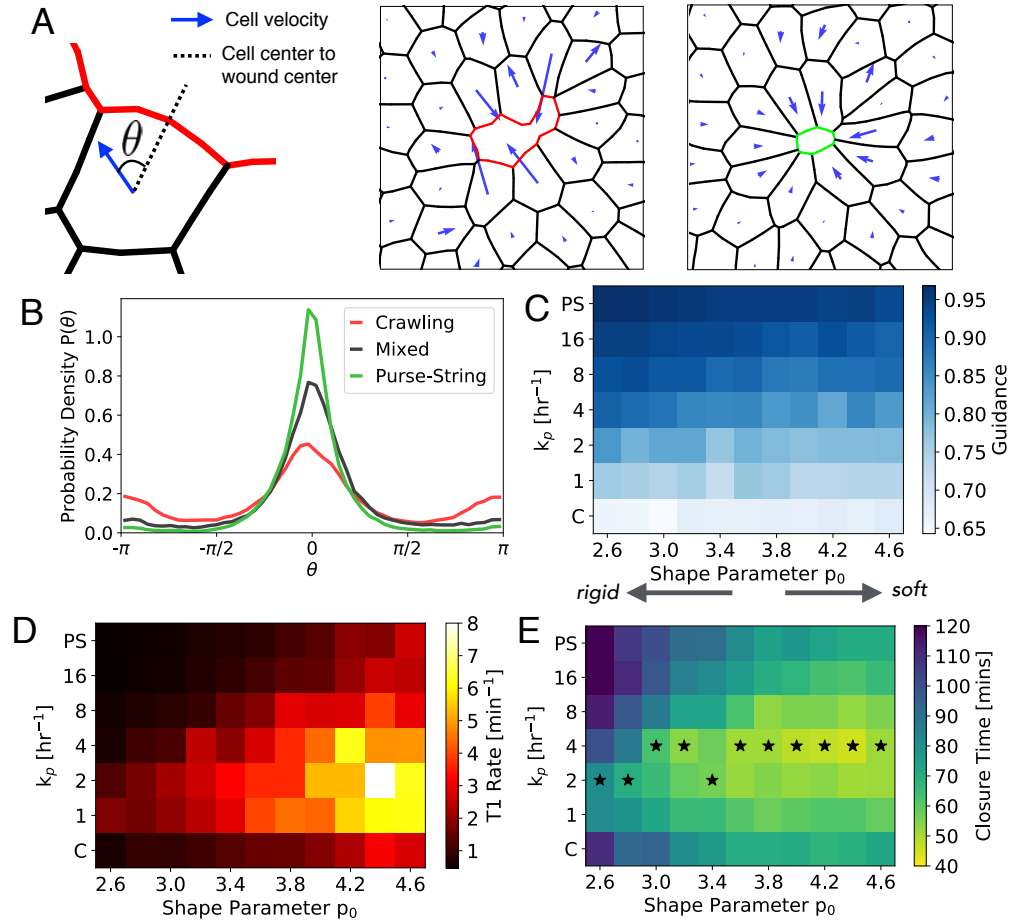 A
Cell velocity
Cell center to
wound center
θ
B
Probability Density P(θ)
1.0
0.8
0.6
0.4
0.2
0.0
Crawling
Mixed
Purse-String
-π
-π/2
0
π/2
π
θ
C
k_p [hr⁻¹]
PS
16
8
4
2
1
C
2.6
3.0
3.4
3.8
4.2
4.6
Shape Parameter p₀
rigid
soft
0.95
0.90
0.85
0.80
0.75
0.70
0.65
Guidance
D
k_p [hr⁻¹]
PS
16
8
4
2
1
C
2.6
3.0
3.4
3.8
4.2
4.6
Shape Parameter p₀
8
7
6
5
4
3
2
1
T1 Rate [min⁻¹]
E
k_p [hr⁻¹]
PS
16
8
4
2
1
C
2.6
3.0
3.4
3.8
4.2
4.6
Shape Parameter p₀
120
110
100
90
80
70
60
50
40
Closure Time [mins]